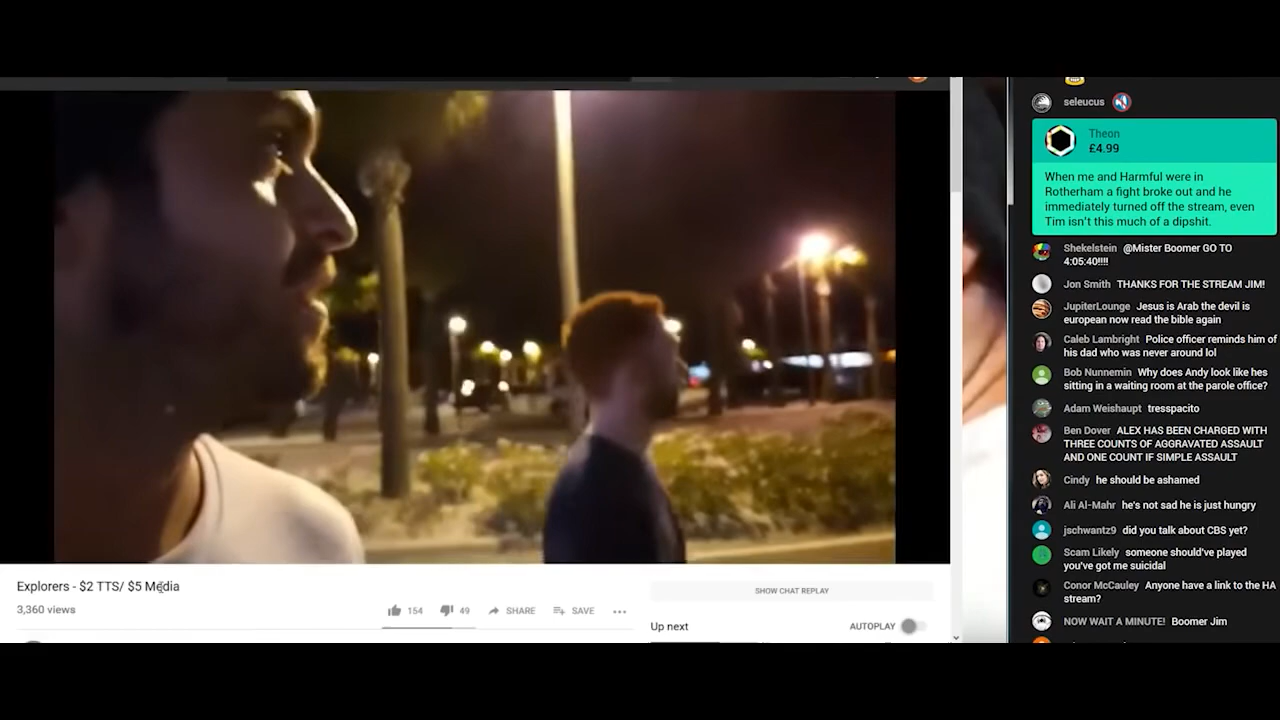 Explorers - $2 TTS/ $5 Media
3,360 views
154
49
SHARE
SAVE
SHOW CHAT REPLAY
Up next
AUTOPLAY
seleucus
Theon
£4.99
When me and Harmful were in
Rotherham a fight broke out and he
immediately turned off the stream, even
Tim isn't this much of a dipshit.
Shekelstein @Mister Boomer GO TO
4:05:40!!!!
Jon Smith THANKS FOR THE STREAM JIM!
JupiterLounge Jesus is Arab the devil is
european now read the bible again
Caleb Lambright Police officer reminds him of
his dad who was never around lol
Bob Nunnemin Why does Andy look like hes
sitting in a waiting room at the parole office?
Adam Weishaupt tresspacito
Ben Dover ALEX HAS BEEN CHARGED WITH
THREE COUNTS OF AGGRAVATED ASSAULT
AND ONE COUNT IF SIMPLE ASSAULT
Cindy he should be ashamed
Ali Al-Mahr he's not sad he is just hungry
jschwantz9 did you talk about CBS yet?
Scam Likely someone should've played
you've got me suicidal
Conor McCauley Anyone have a link to the HA
stream?
NOW WAIT A MINUTE! Boomer Jim